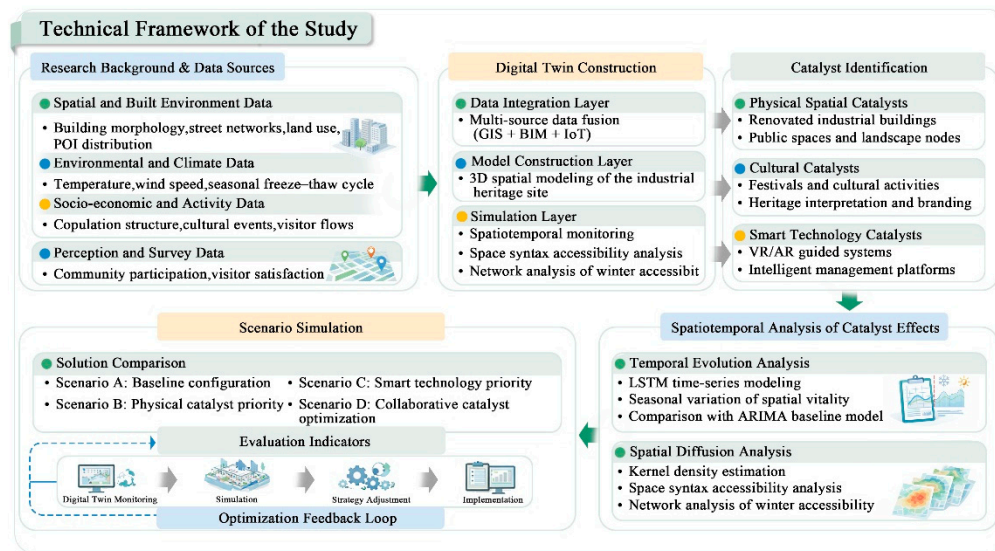 Technical Framework of the Study
Research Background & Data Sources
Spatial and Built Environment Data
• Building morphology,street networks,land use,
POI distribution
Environmental and Climate Data
• Temperature,wind speed,seasonal freeze–thaw cycle
Socio-economic and Activity Data
• Copulation structure,cultural events,visitor flows
Perception and Survey Data
• Community participation,visitor satisfaction
Digital Twin Construction
Data Integration Layer
• Multi-source data fusion
(GIS + BIM + IoT)
Model Construction Layer
• 3D spatial modeling of the industrial
heritage site
Simulation Layer
• Spatiotemporal monitoring
• Space syntax accessibility analysis
• Network analysis of winter accessibit
Catalyst Identification
Physical Spatial Catalysts
• Renovated industrial buildings
• Public spaces and landscape nodes
Cultural Catalysts
• Festivals and cultural activities
• Heritage interpretation and branding
Smart Technology Catalysts
• VR/AR guided systems
• Intelligent management platforms
Spatiotemporal Analysis of Catalyst Effects
Temporal Evolution Analysis
• LSTM time-series modeling
• Seasonal variation of spatial vitality
• Comparison with ARIMA baseline model
Spatial Diffusion Analysis
• Kernel density estimation
• Space syntax accessibility analysis
• Network analysis of winter accessibility
Scenario Simulation
Solution Comparison
• Scenario A: Baseline configuration
• Scenario B: Physical catalyst priority
• Scenario C: Smart technology priority
• Scenario D: Collaborative catalyst
optimization
Evaluation Indicators
Digital Twin Monitoring
Simulation
Strategy Adjustment
Implementation
Optimization Feedback Loop